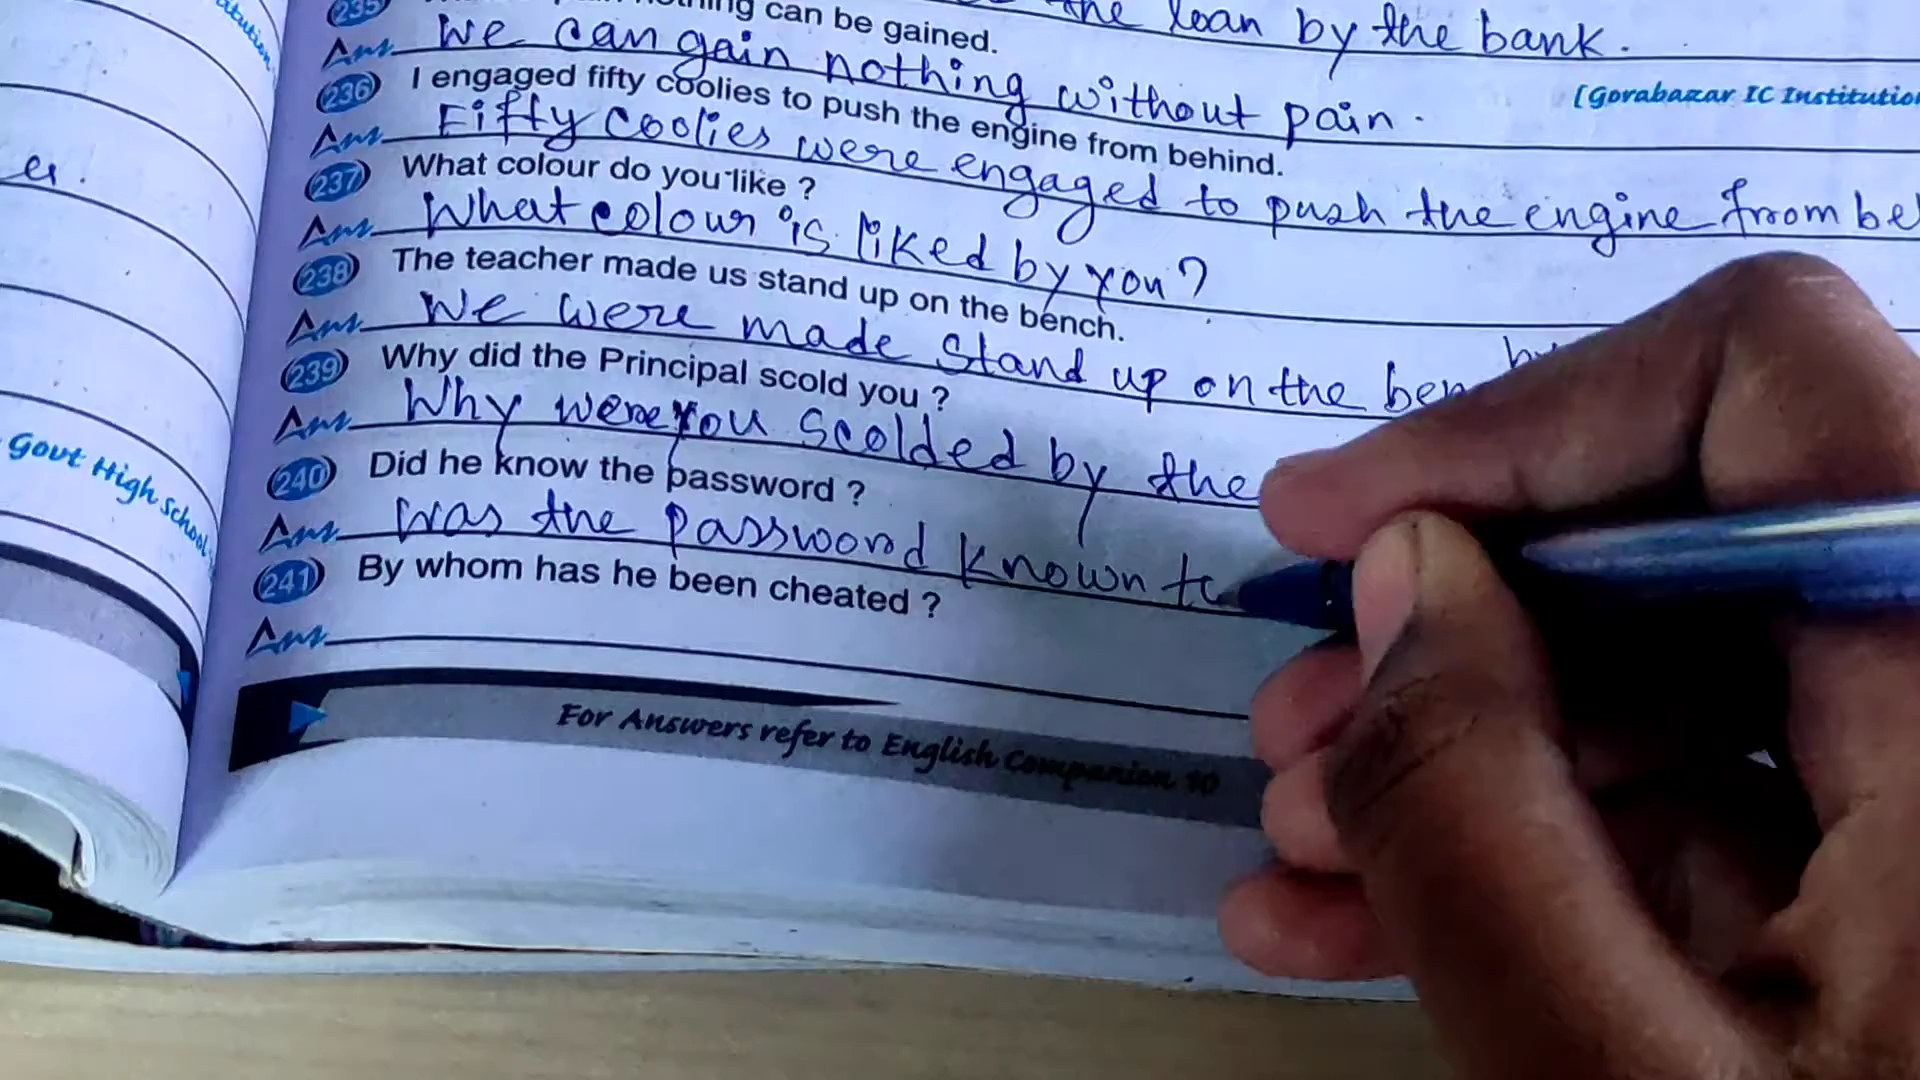 the loan by the bank.
235 nothing can be gained.
Ans. We can gain nothing without pain.
[Gorabazar IC Institution
236 I engaged fifty coolies to push the engine from behind.
Ans. Fifty coolies were engaged to push the engine from be
237 What colour do you like ?
Ans. What colour is liked by you?
238 The teacher made us stand up on the bench.
Ans. We were made stand up on the ben
239 Why did the Principal scold you ?
Ans. Why were you scolded by the
240 Did he know the password ?
Ans. Was the password known to
241 By whom has he been cheated ?
Ans.
For Answers refer to English Companion 10
er.
Govt High School